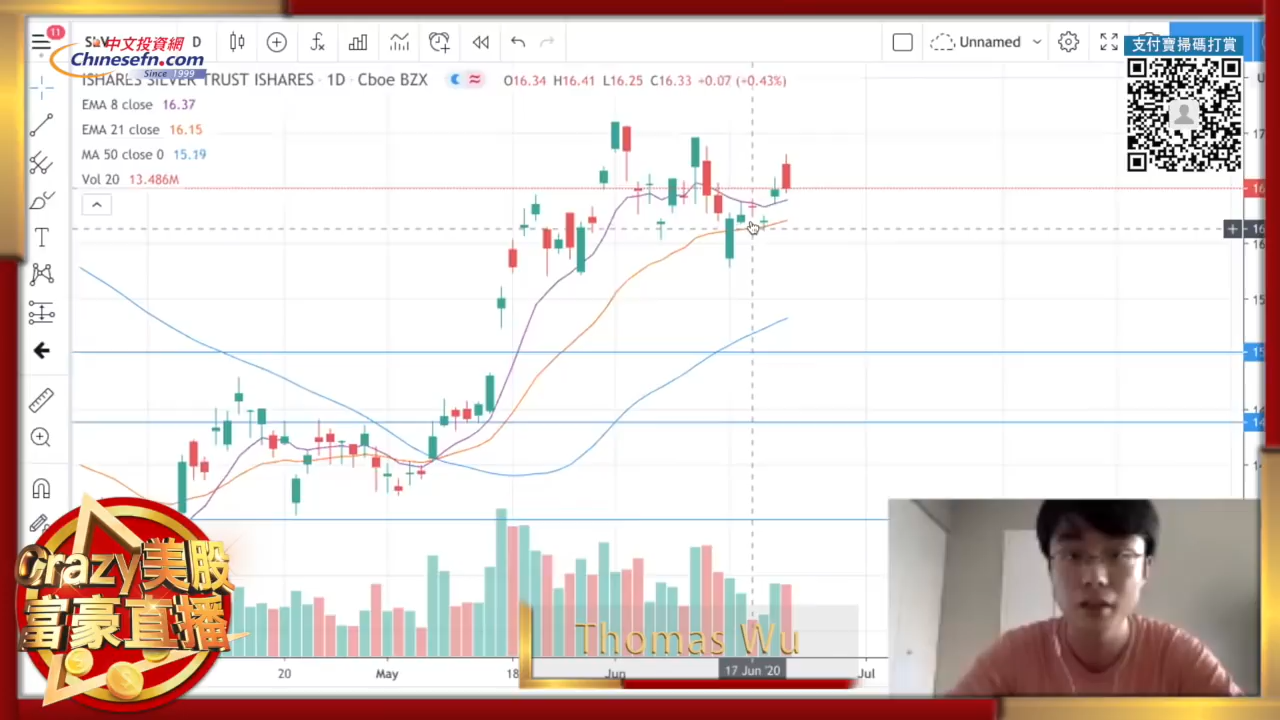 11
SLV
D
Unnamed
中文投資網
Chinesefn.com
Since 1999
支付寶掃碼打賞
ISHARES SILVER TRUST ISHARES · 1D · Cboe BZX
O16.34 H16.41 L16.25 C16.33 +0.07 (+0.43%)
EMA 8 close 16.37
EMA 21 close 16.15
MA 50 close 0 15.19
Vol 20 13.486M
Crazy美股
富豪直播
Thomas Wu
20
May
18
Jun
17 Jun '20
Jul